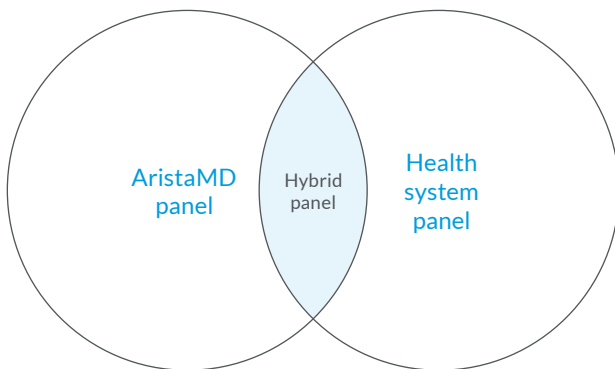 AristaMD
panel
Hybrid
panel
Health
system
panel